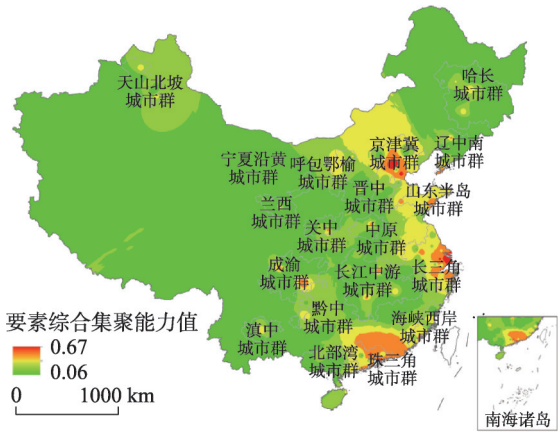 天山北坡
城市群
哈长
城市群
京津冀
城市群
辽中南
城市群
宁夏沿黄
城市群
呼包鄂榆
城市群
晋中
城市群
山东半岛
城市群
兰西
城市群
关中
城市群
中原
城市群
成渝
城市群
长江中游
城市群
长三角
城市群
黔中
城市群
海峡西岸
城市群
滇中
城市群
北部湾
城市群
珠三角
城市群
要素综合集聚能力值
0.67
0.06
0 1000 km
南海诸岛